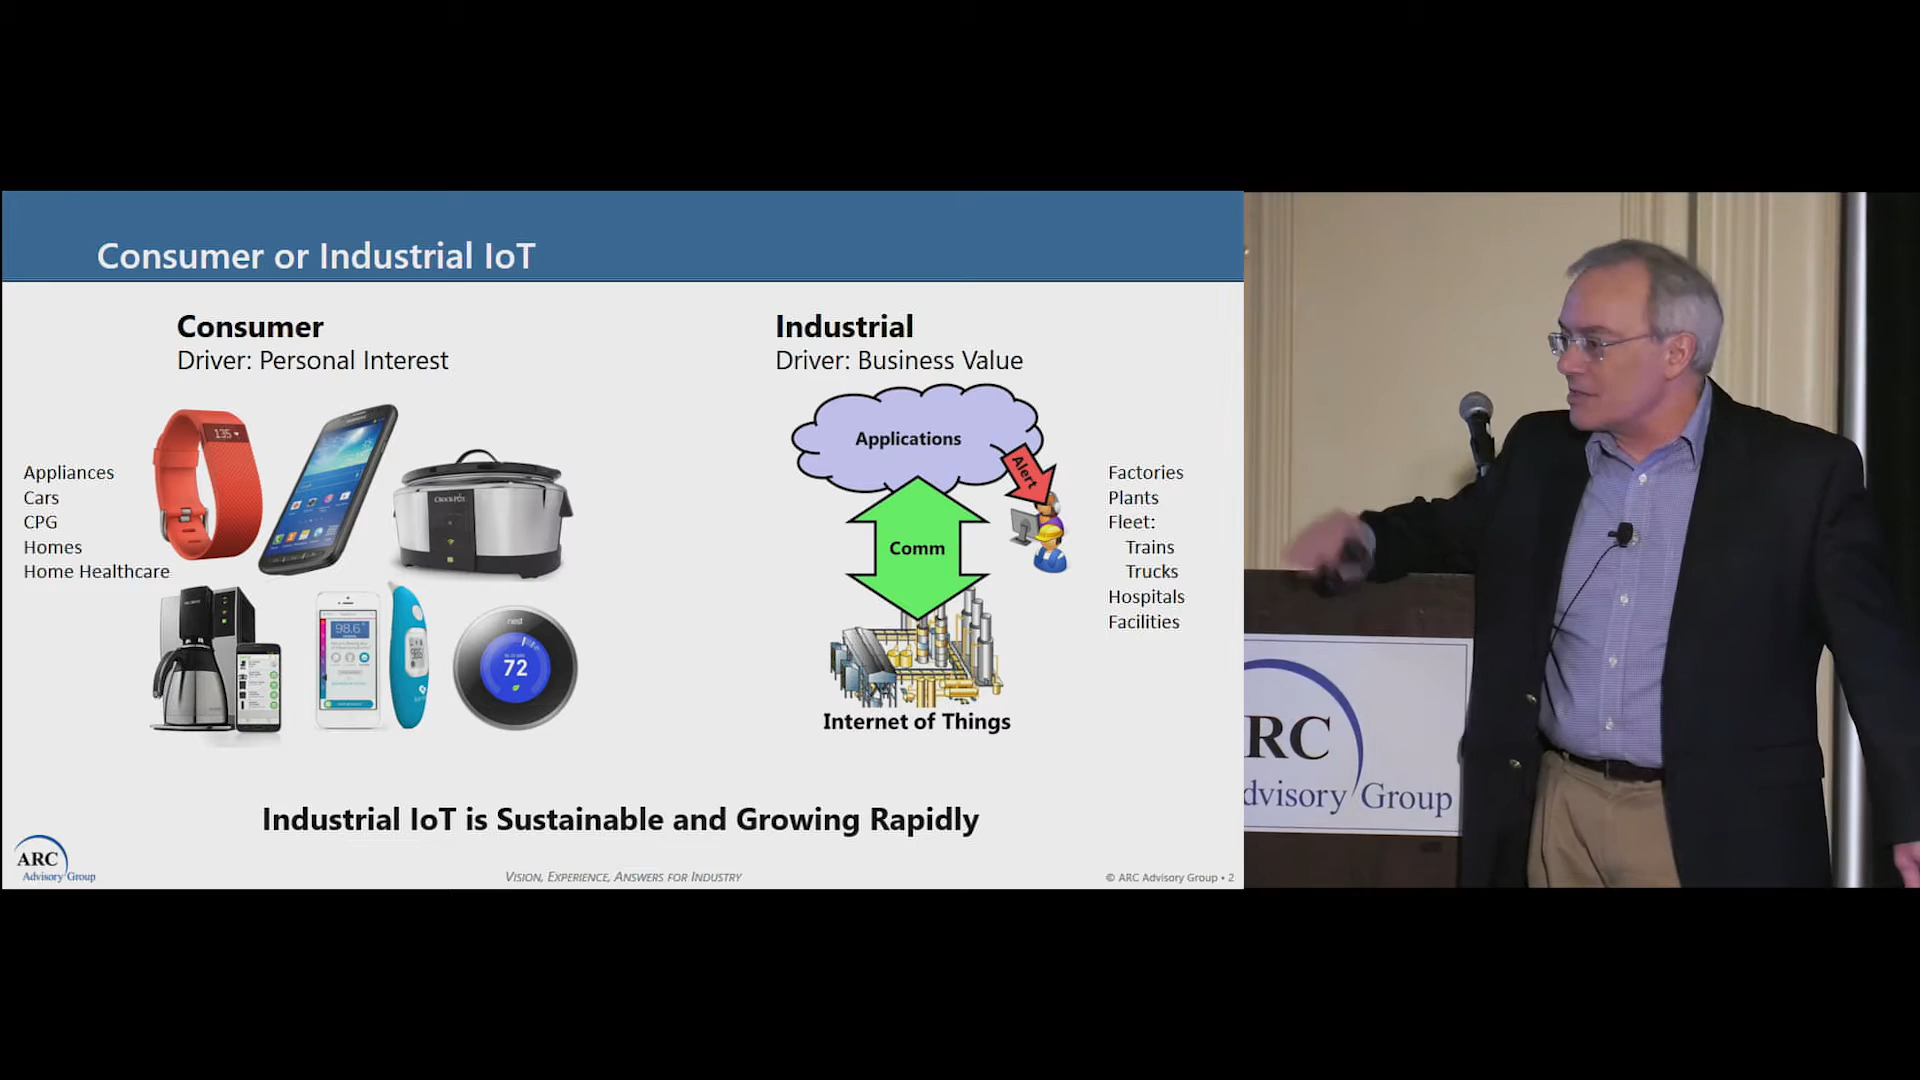 Consumer or Industrial IoT
Consumer
Driver: Personal Interest
Appliances
Cars
CPG
Homes
Home Healthcare
135
CROCK-POT
98.6°
nest
72
Industrial
Driver: Business Value
Applications
Alert
Comm
Internet of Things
Factories
Plants
Fleet:
Trains
Trucks
Hospitals
Facilities
Industrial IoT is Sustainable and Growing Rapidly
ARC
Advisory Group
VISION, EXPERIENCE, ANSWERS FOR INDUSTRY
© ARC Advisory Group • 2
RC
dvisory Group